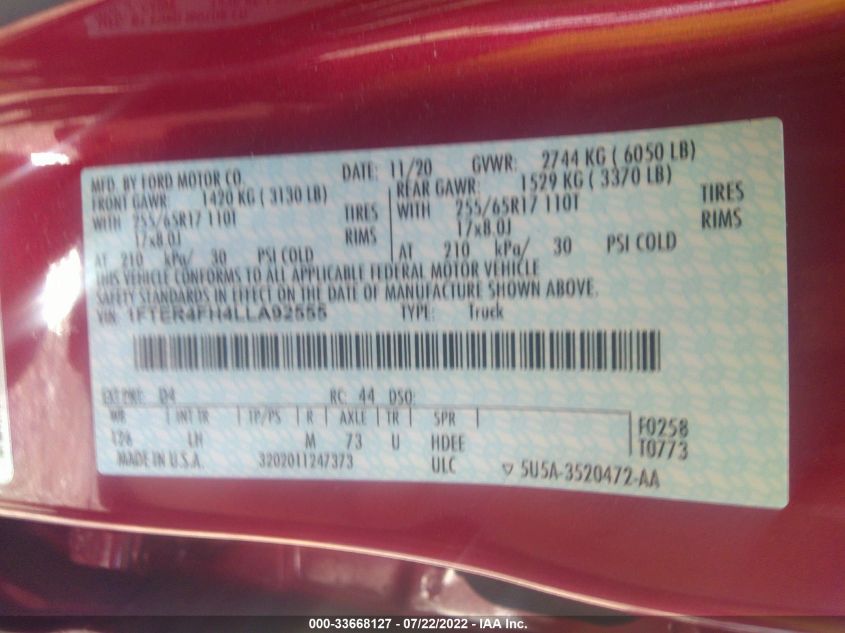 MFD. BY FORD MOTOR CO.
DATE: 11/20 GVWR: 2744 KG ( 6050 LB)
FRONT GAWR: 1420 KG ( 3130 LB)
WITH 255/65R17 110T TIRES
17x8.0J RIMS
AT 210 kPa/ 30 PSI COLD
REAR GAWR: 1529 KG ( 3370 LB)
WITH 255/65R17 110T TIRES
17x8.0J RIMS
AT 210 kPa/ 30 PSI COLD
THIS VEHICLE CONFORMS TO ALL APPLICABLE FEDERAL MOTOR VEHICLE
SAFETY STANDARDS IN EFFECT ON THE DATE OF MANUFACTURE SHOWN ABOVE.
VIN: 1FTER4FH4LLA92555 TYPE: Truck
EXT PNT: D4 RC: 44 DSO:
WB INT TR TP/PS R AXLE TR SPR
LH M 73 U HDEE
F0258
T0773
MADE IN U.S.A. 3202011247373 ULC
5U5A-3520472-AA
000-33668127 - 07/22/2022 - IAA Inc.